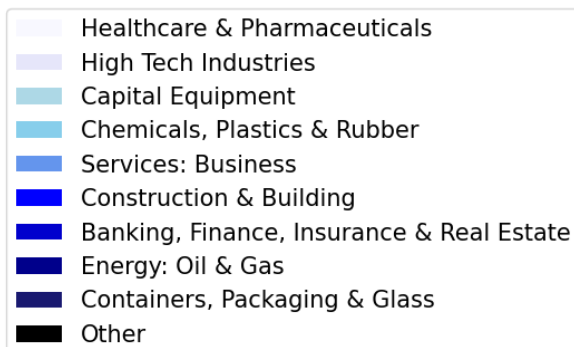 Healthcare & Pharmaceuticals
High Tech Industries
Capital Equipment
Chemicals, Plastics & Rubber
Services: Business
Construction & Building
Banking, Finance, Insurance & Real Estate
Energy: Oil & Gas
Containers, Packaging & Glass
Other